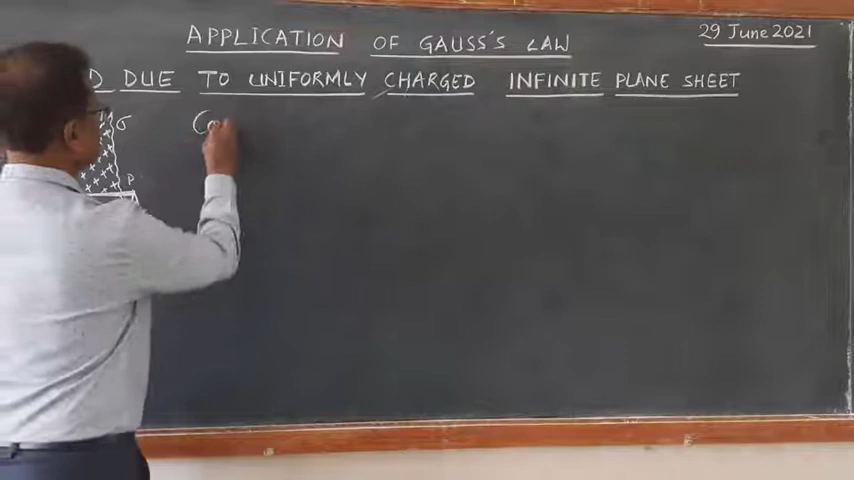 APPLICATION OF GAUSS'S LAW
29 June 2021
D DUE TO UNIFORMLY CHARGED INFINITE PLANE SHEET
σ
P